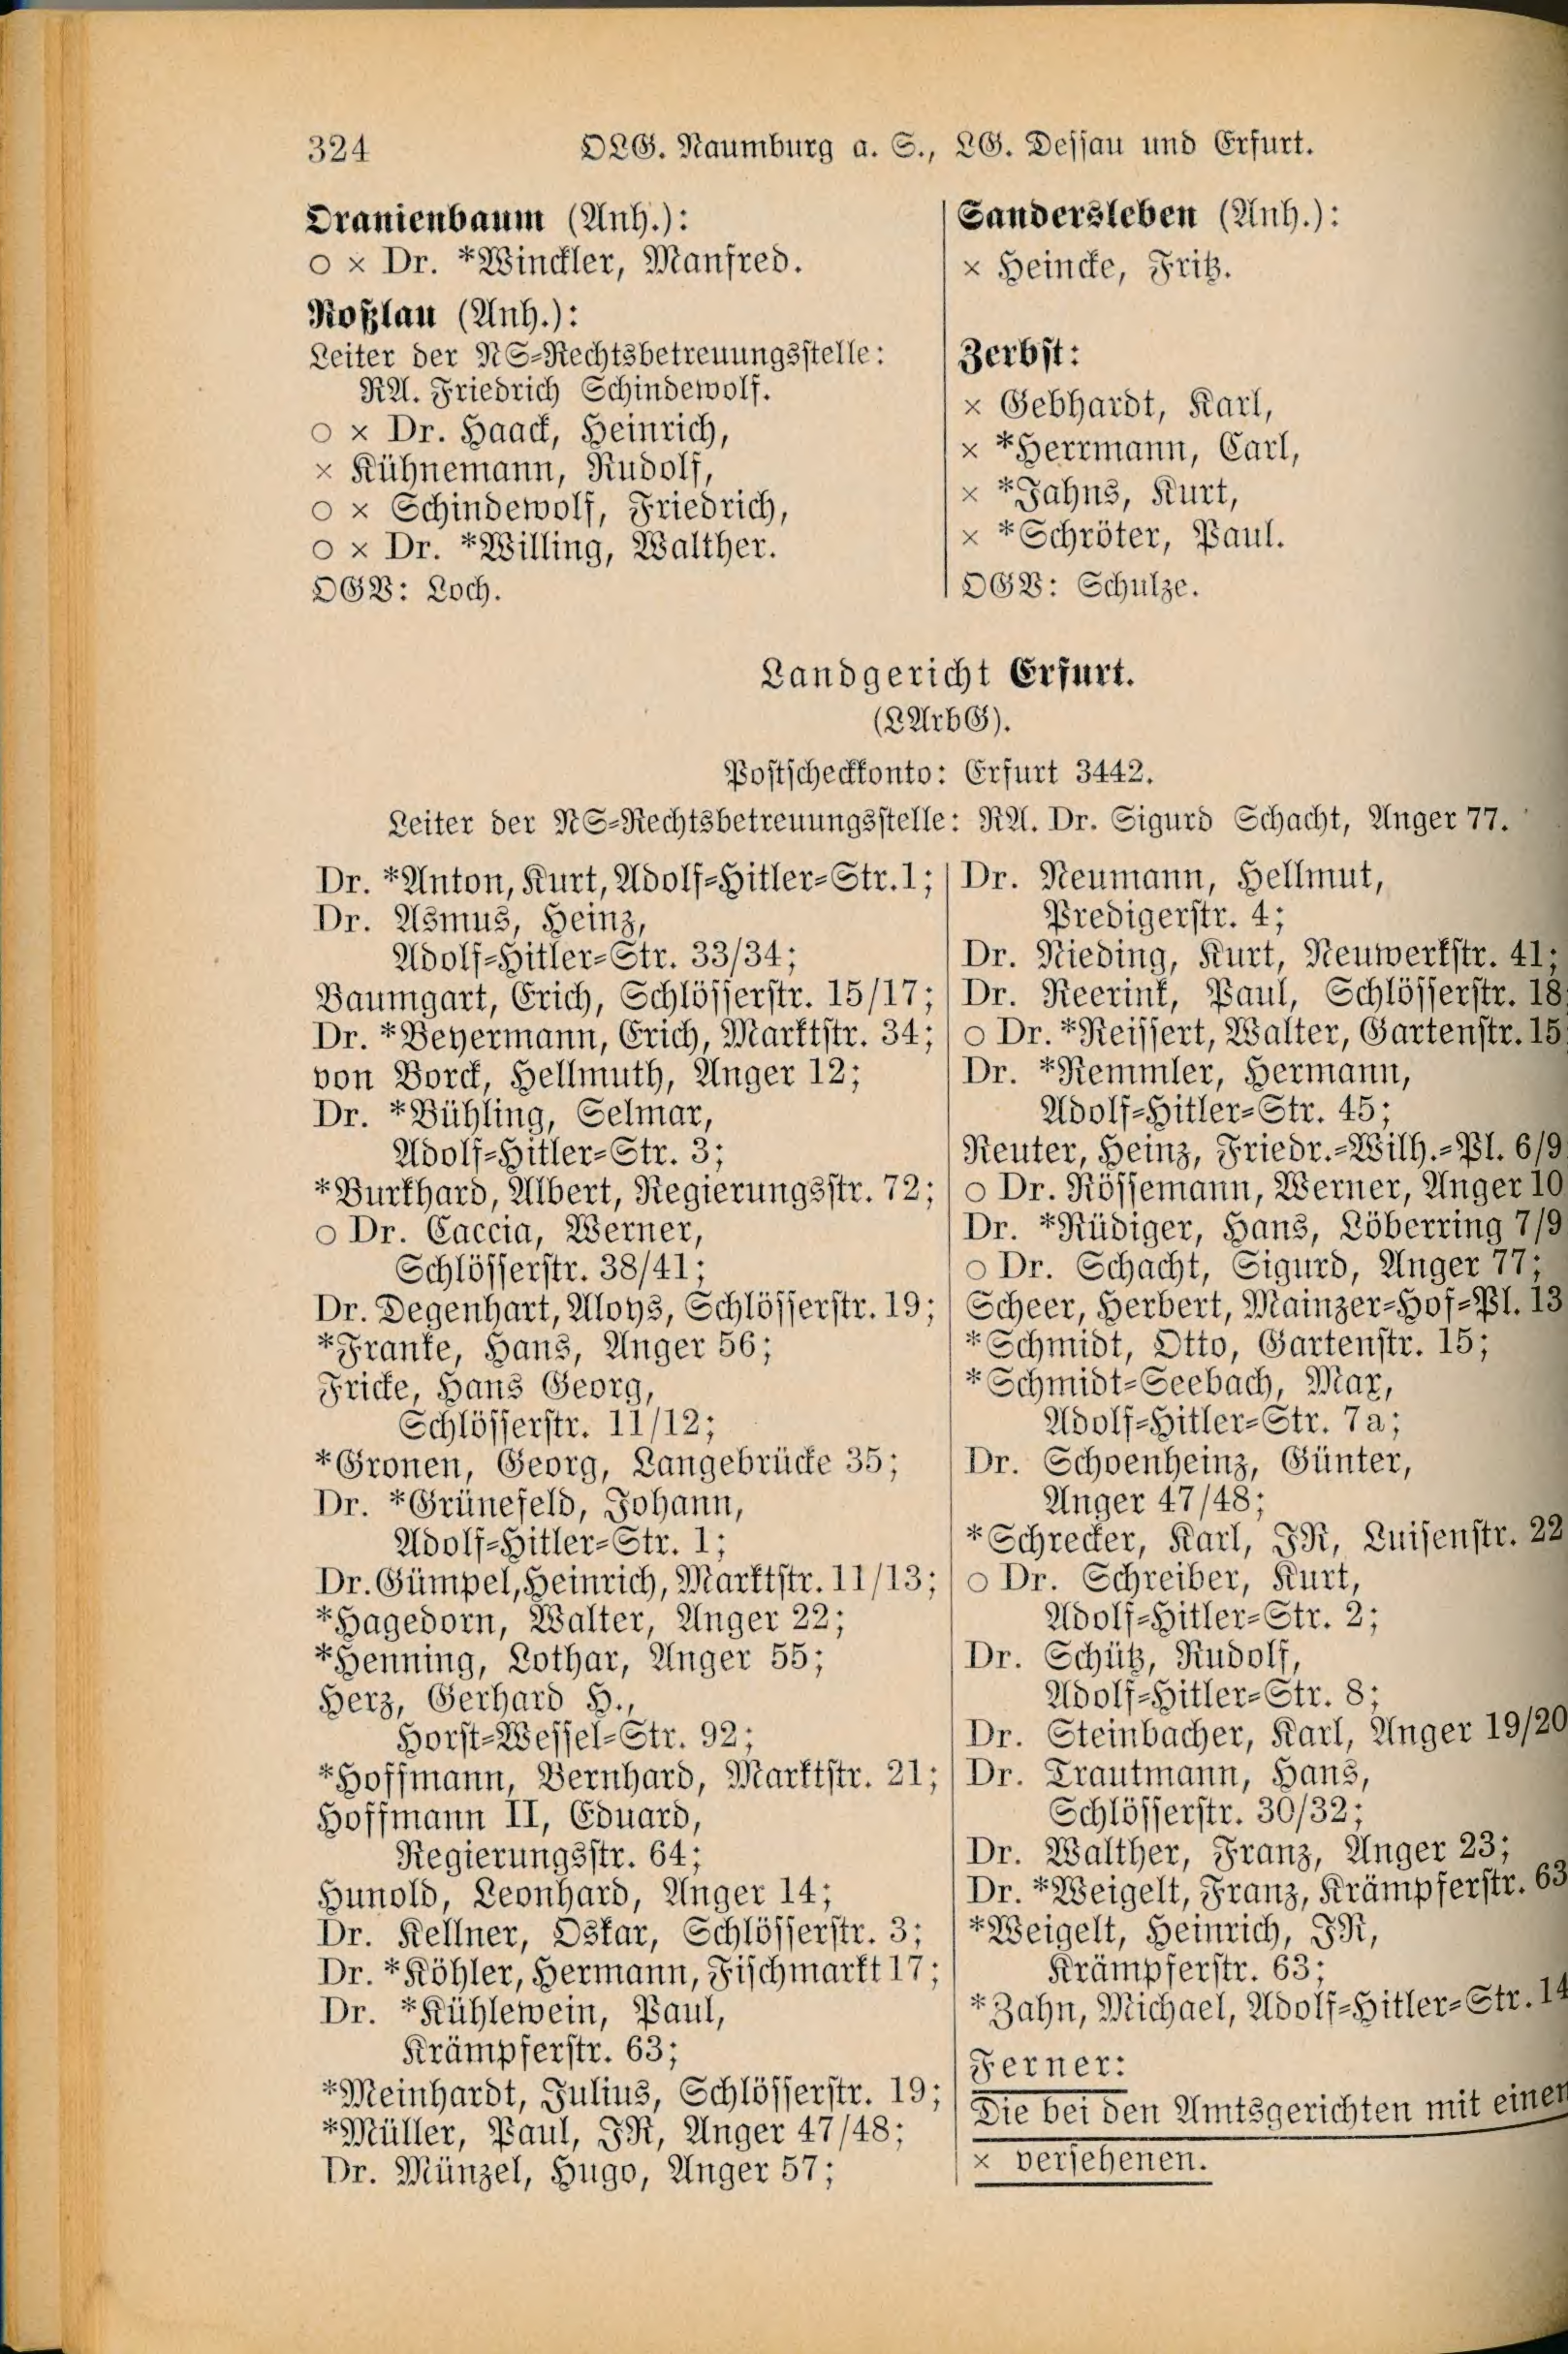 324
OLG. Naumburg a. S., LG. Dessau und Erfurt.
Oranienbaum (Anh.):
○ × Dr. *Winckler, Manfred.
Roßlau (Anh.):
Leiter der NS-Rechtsbetreuungsstelle:
RA. Friedrich Schindewolf.
○ × Dr. Haack, Heinrich,
× Kühnemann, Rudolf,
○ × Schindewolf, Friedrich,
○ × Dr. *Willing, Walther.
OGV: Loch.
Sandersleben (Anh.):
× Heincke, Fritz.
Zerbst:
× Gebhardt, Karl,
× *Herrmann, Carl,
× *Jahns, Kurt,
× *Schröter, Paul.
OGV: Schulze.
Landgericht Erfurt.
(LArbG).
Postscheckkonto: Erfurt 3442.
Leiter der NS-Rechtsbetreuungsstelle: RA. Dr. Sigurd Schacht, Anger 77.
Dr. *Anton, Kurt, Adolf-Hitler-Str. 1;
Dr. Asmus, Heinz,
Adolf-Hitler-Str. 33/34;
Baumgart, Erich, Schlösserstr. 15/17;
Dr. *Beyermann, Erich, Marktstr. 34;
von Borck, Hellmuth, Anger 12;
Dr. *Bühling, Selmar,
Adolf-Hitler-Str. 3;
*Burkhard, Albert, Regierungsstr. 72;
○ Dr. Caccia, Werner,
Schlösserstr. 38/41;
Dr. Degenhart, Aloys, Schlösserstr. 19;
*Franke, Hans, Anger 56;
Fricke, Hans Georg,
Schlösserstr. 11/12;
*Gronen, Georg, Langebrücke 35;
Dr. *Grünefeld, Johann,
Adolf-Hitler-Str. 1;
Dr. Gümpel, Heinrich, Marktstr. 11/13;
*Hagedorn, Walter, Anger 22;
*Henning, Lothar, Anger 55;
Herz, Gerhard H.,
Horst-Wessel-Str. 92;
*Hoffmann, Bernhard, Marktstr. 21;
Hoffmann II, Eduard,
Regierungsstr. 64;
Hunold, Leonhard, Anger 14;
Dr. Kellner, Oskar, Schlösserstr. 3;
Dr. *Köhler, Hermann, Fischmarkt 17;
Dr. *Kühlewein, Paul,
Krämpferstr. 63;
*Meinhardt, Julius, Schlösserstr. 19;
*Müller, Paul, JR, Anger 47/48;
Dr. Münzel, Hugo, Anger 57;
Dr. Neumann, Hellmut,
Predigerstr. 4;
Dr. Nieding, Kurt, Neuwerkstr. 41;
Dr. Reerink, Paul, Schlösserstr. 18;
○ Dr. *Reissert, Walter, Gartenstr. 15
Dr. *Remmler, Hermann,
Adolf-Hitler-Str. 45;
Reuter, Heinz, Friedr.-Wilh.-Pl. 6/9
○ Dr. Rössemann, Werner, Anger 10
Dr. *Rüdiger, Hans, Löberring 7/9
○ Dr. Schacht, Sigurd, Anger 77;
Scheer, Herbert, Mainzer-Hof-Pl. 13
*Schmidt, Otto, Gartenstr. 15;
*Schmidt-Seebach, Max,
Adolf-Hitler-Str. 7a;
Dr. Schoenheinz, Günter,
Anger 47/48;
*Schrecker, Karl, JR, Luisenstr. 22
○ Dr. Schreiber, Kurt,
Adolf-Hitler-Str. 2;
Dr. Schütz, Rudolf,
Adolf-Hitler-Str. 8;
Dr. Steinbacher, Karl, Anger 19/20
Dr. Trautmann, Hans,
Schlösserstr. 30/32;
Dr. Walther, Franz, Anger 23;
Dr. *Weigelt, Franz, Krämpferstr. 63
*Weigelt, Heinrich, JR,
Krämpferstr. 63;
*Zahn, Michael, Adolf-Hitler-Str. 14
Ferner:
Die bei den Amtsgerichten mit einem
× versehenen.